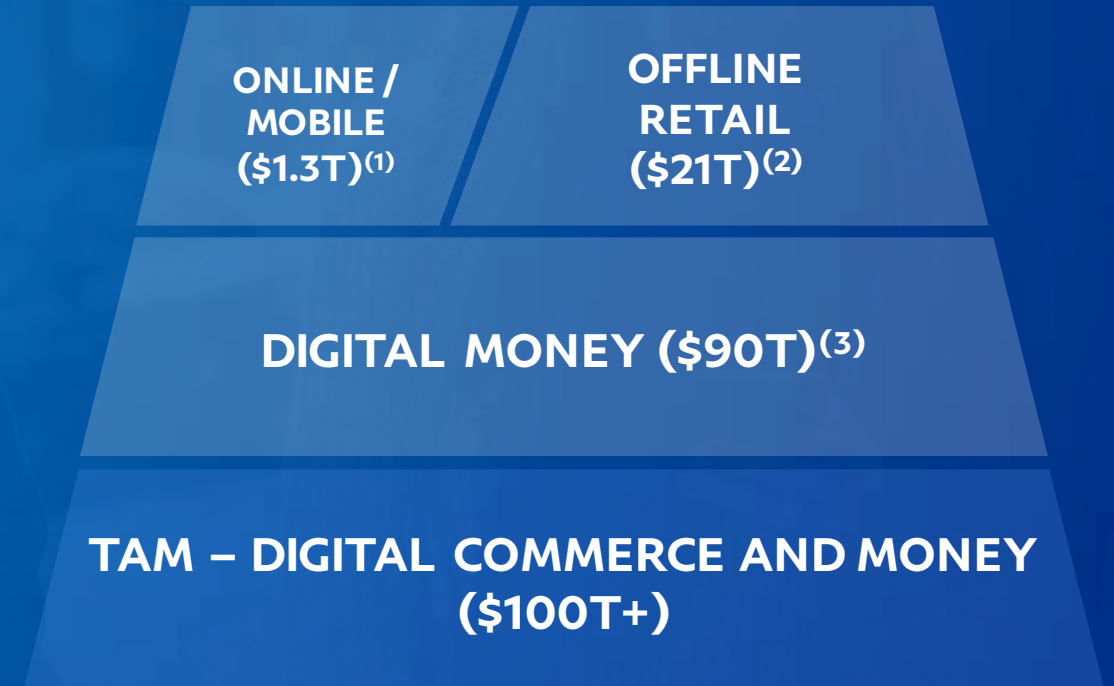 ONLINE /
MOBILE
($1.3T)(1)
OFFLINE
RETAIL
($21T)(2)
DIGITAL MONEY ($90T)(3)
TAM – DIGITAL COMMERCE AND MONEY
($100T+)